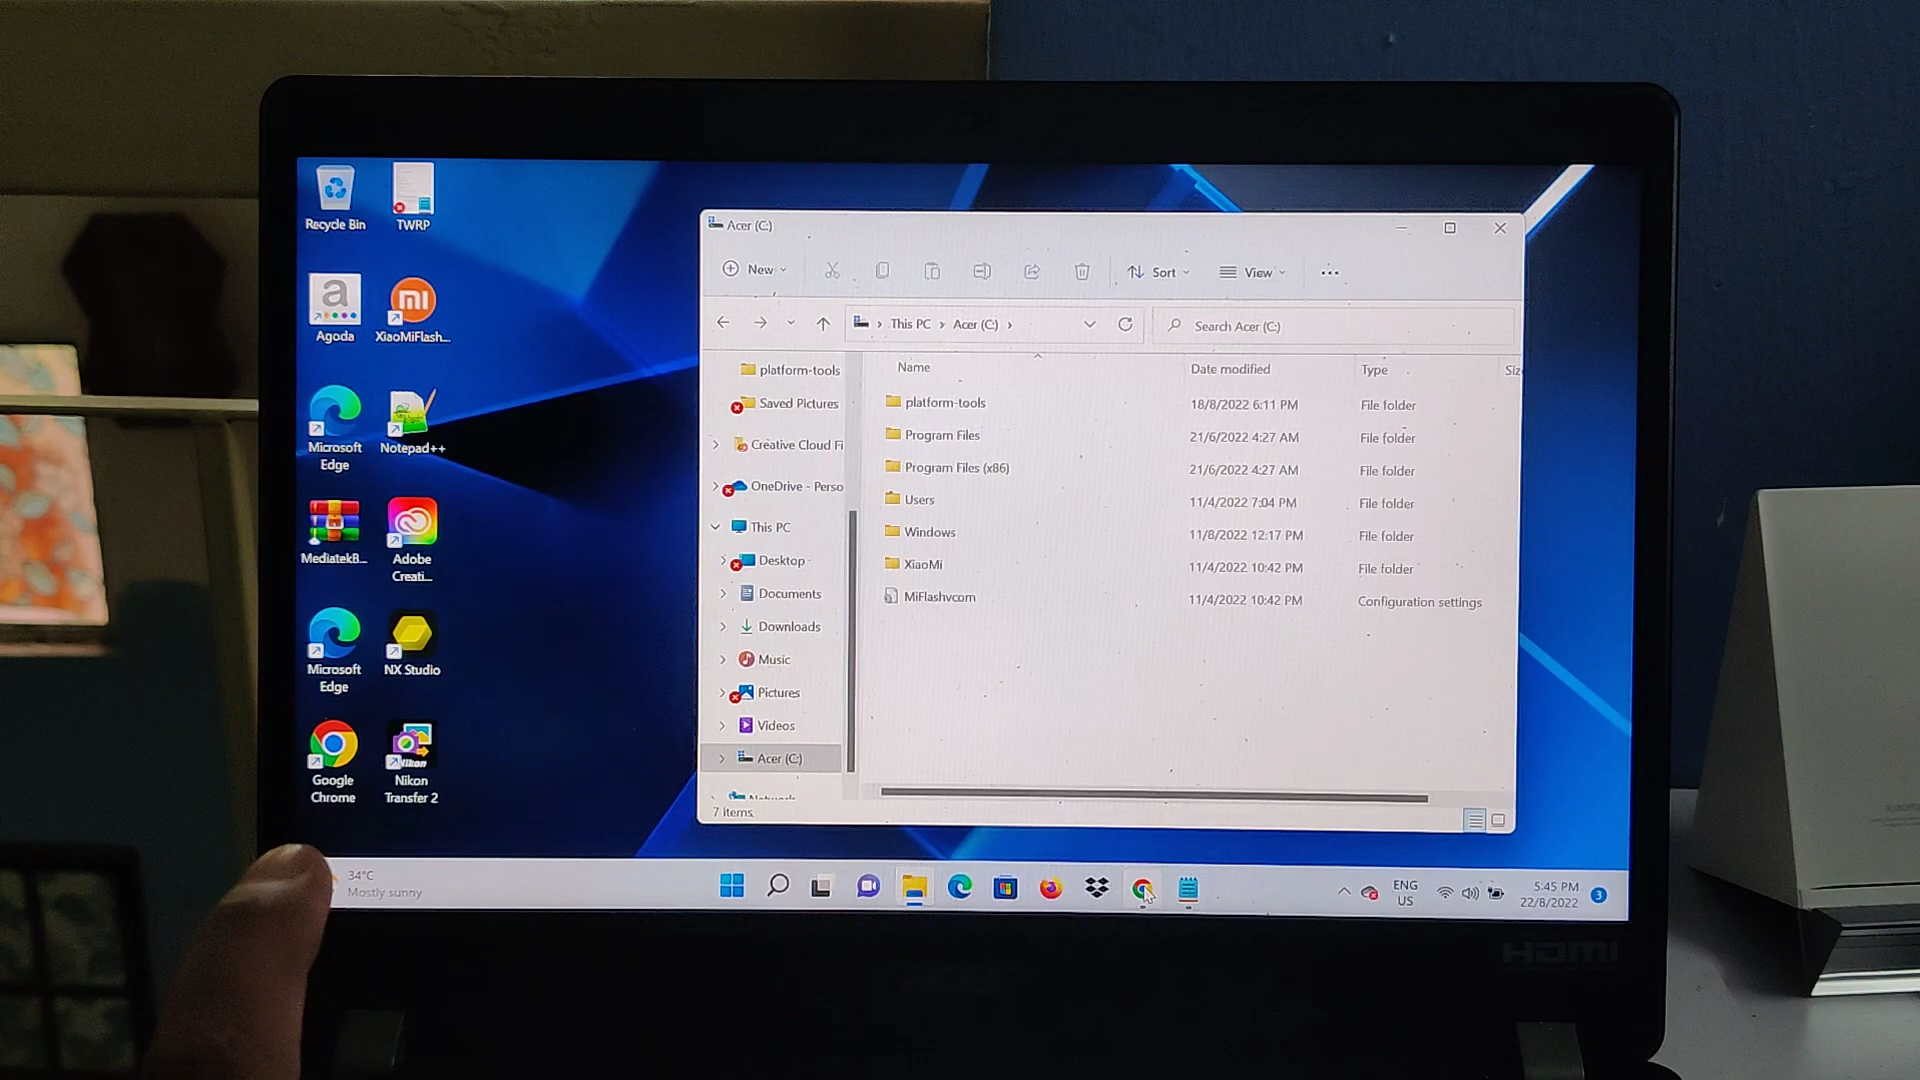 Recycle Bin
TWRP
Agoda
XiaoMiFlash...
Microsoft
Edge
Notepad++
MediatekB...
Adobe
Creati...
Microsoft
Edge
NX Studio
Google
Chrome
Nikon
Nikon
Transfer 2
Acer (C:)
New
Sort
View
This PC
Acer (C:)
Search Acer (C:)
platform-tools
Saved Pictures
Creative Cloud Fi
OneDrive - Perso
This PC
Desktop
Documents
Downloads
Music
Pictures
Videos
Acer (C:)
Network
Name
Date modified
Type
Siz
platform-tools
18/8/2022 6:11 PM
File folder
Program Files
21/6/2022 4:27 AM
File folder
Program Files (x86)
21/6/2022 4:27 AM
File folder
Users
11/4/2022 7:04 PM
File folder
Windows
11/8/2022 12:17 PM
File folder
XiaoMi
11/4/2022 10:42 PM
File folder
MiFlashvcom
11/4/2022 10:42 PM
Configuration settings
7 items
34°C
Mostly sunny
ENG
US
5:45 PM
22/8/2022
3
acer
HDMI